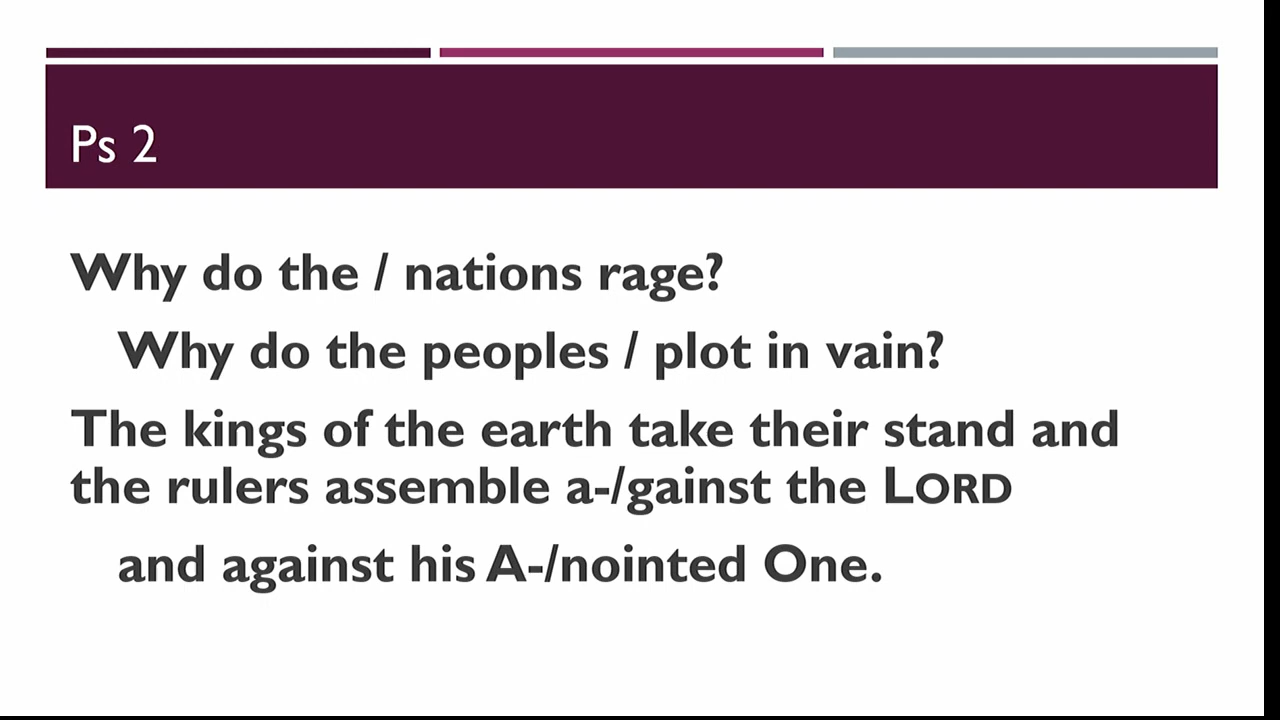 Ps 2
Why do the / nations rage?
Why do the peoples / plot in vain?
The kings of the earth take their stand and
the rulers assemble a-/gainst the LORD
and against his A-/nointed One.